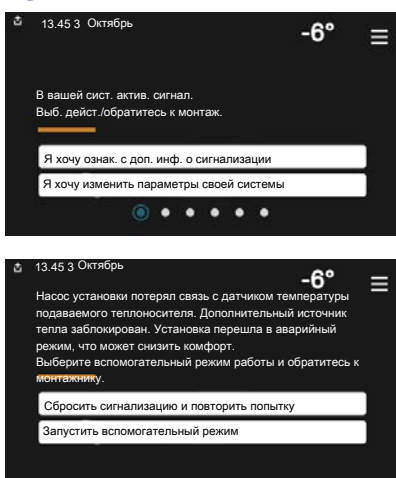 13.45 3 Октябрь
-6°
В вашей сист. актив. сигнал.
Выб. дейст./обратитесь к монтаж.
Я хочу ознак. с доп. инф. о сигнализации
Я хочу изменить параметры своей системы
13.45 3 Октябрь
-6°
Насос установки потерял связь с датчиком температуры
подаваемого теплоносителя. Дополнительный источник
тепла заблокирован. Установка перешла в аварийный
режим, что может снизить комфорт.
Выберите вспомогательный режим работы и обратитесь к
монтажнику.
Сбросить сигнализацию и повторить попытку
Запустить вспомогательный режим